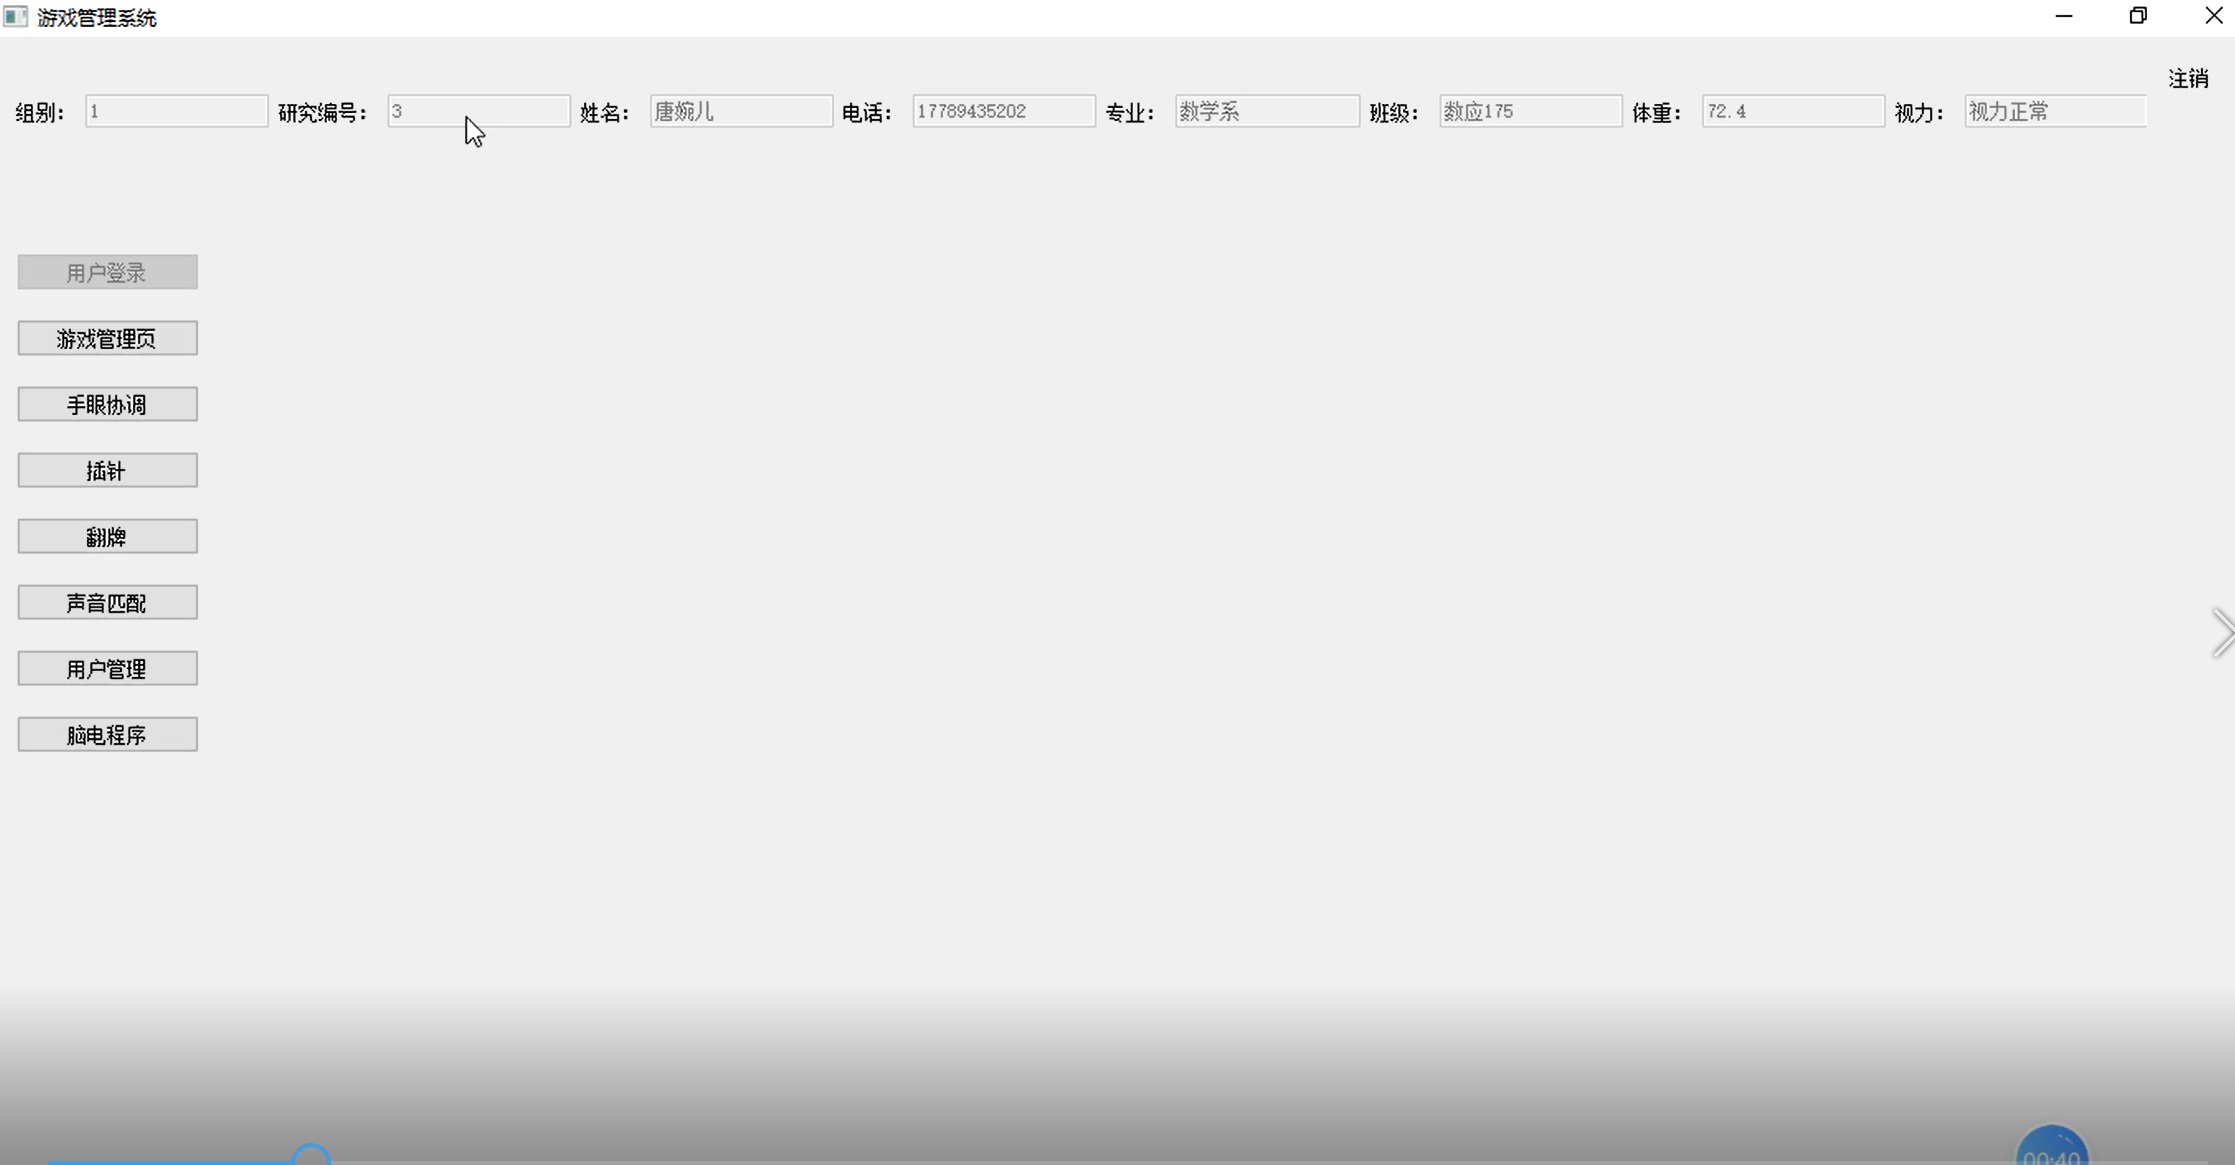 游戏管理系统
注销
组别： 1 研究编号： 3 姓名： 唐婉儿 电话： 17789435202 专业： 数学系 班级： 数应175 体重： 72.4 视力： 视力正常
用户登录
游戏管理页
手眼协调
插针
翻牌
声音匹配
用户管理
脑电程序
00:40